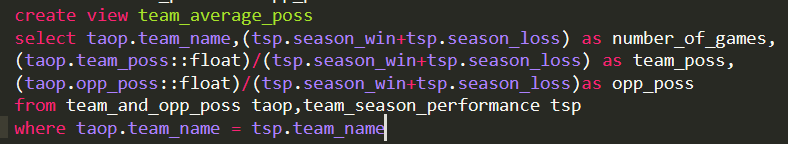 create view team_average_poss
select taop.team_name,(tsp.season_win+tsp.season_loss) as number_of_games,
(taop.team_poss::float)/(tsp.season_win+tsp.season_loss) as team_poss,
(taop.opp_poss::float)/(tsp.season_win+tsp.season_loss)as opp_poss
from team_and_opp_poss taop,team_season_performance tsp
where taop.team_name = tsp.team_name